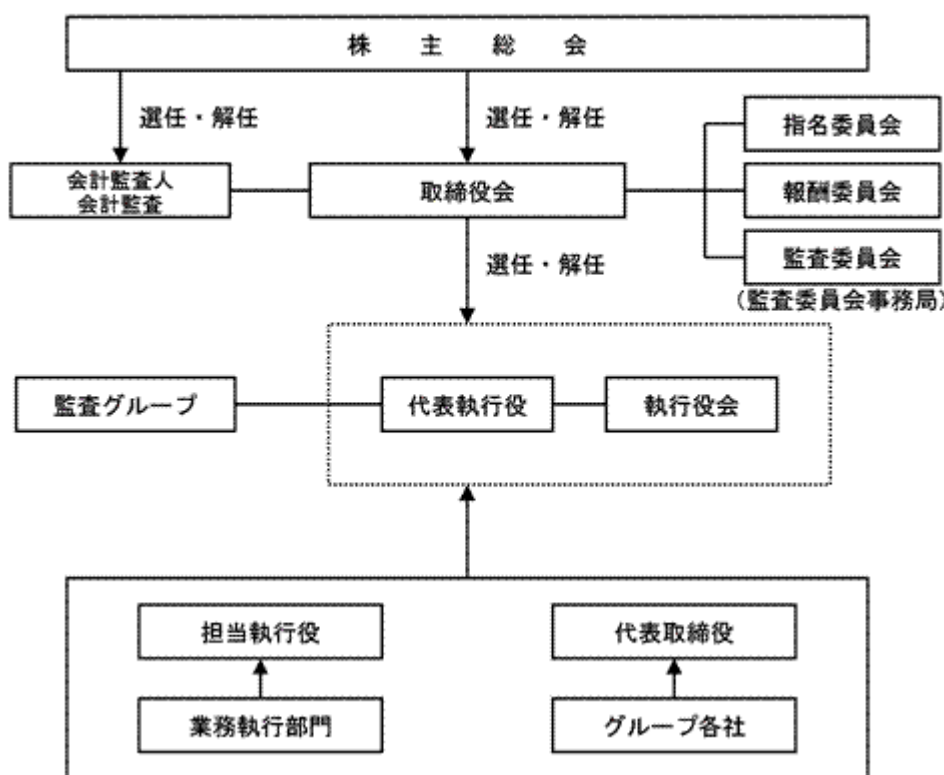 株 主 総 会
選任・解任
選任・解任
指名委員会
会計監査人
会計監査
取締役会
報酬委員会
選任・解任
監査委員会
(監査委員会事務局)
監査グループ
代表執行役
執行役会
担当執行役
代表取締役
業務執行部門
グループ各社